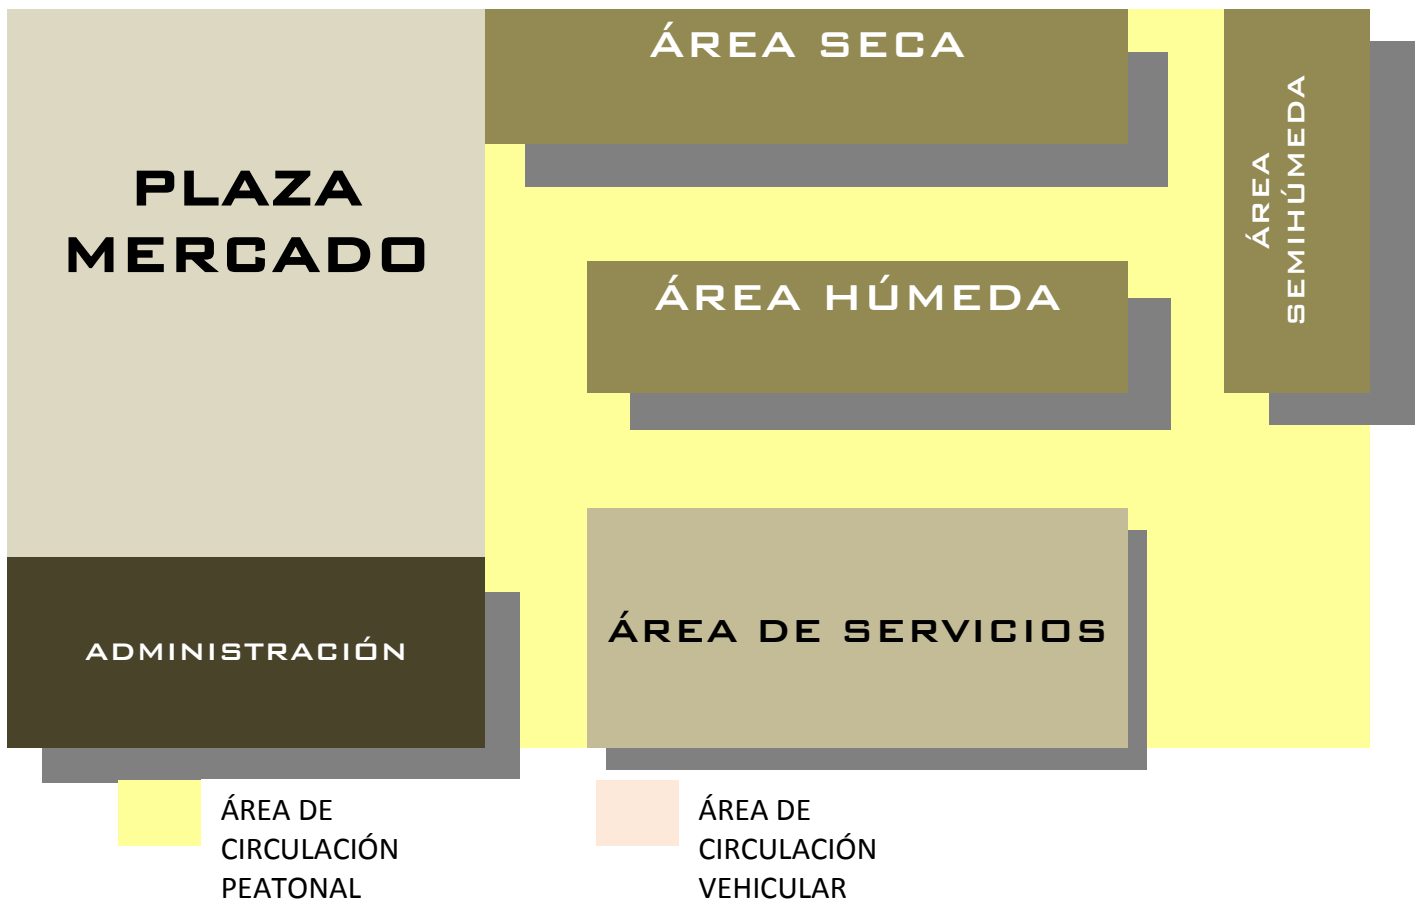 ÁREA SECA
PLAZA
MERCADO
ÁREA
SEMIHÚMEDA
ÁREA HÚMEDA
ÁREA DE SERVICIOS
ADMINISTRACIÓN
ÁREA DE
CIRCULACIÓN
PEATONAL
ÁREA DE
CIRCULACIÓN
VEHICULAR